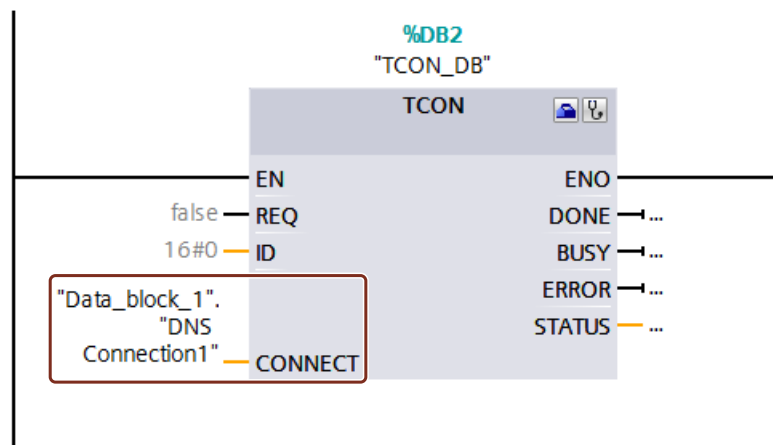 %DB2
"TCON_DB"
TCON
EN ENO
false REQ DONE ...
16#0 ID BUSY ...
ERROR ...
"Data_block_1".
"DNS
STATUS ...
Connection1"
CONNECT